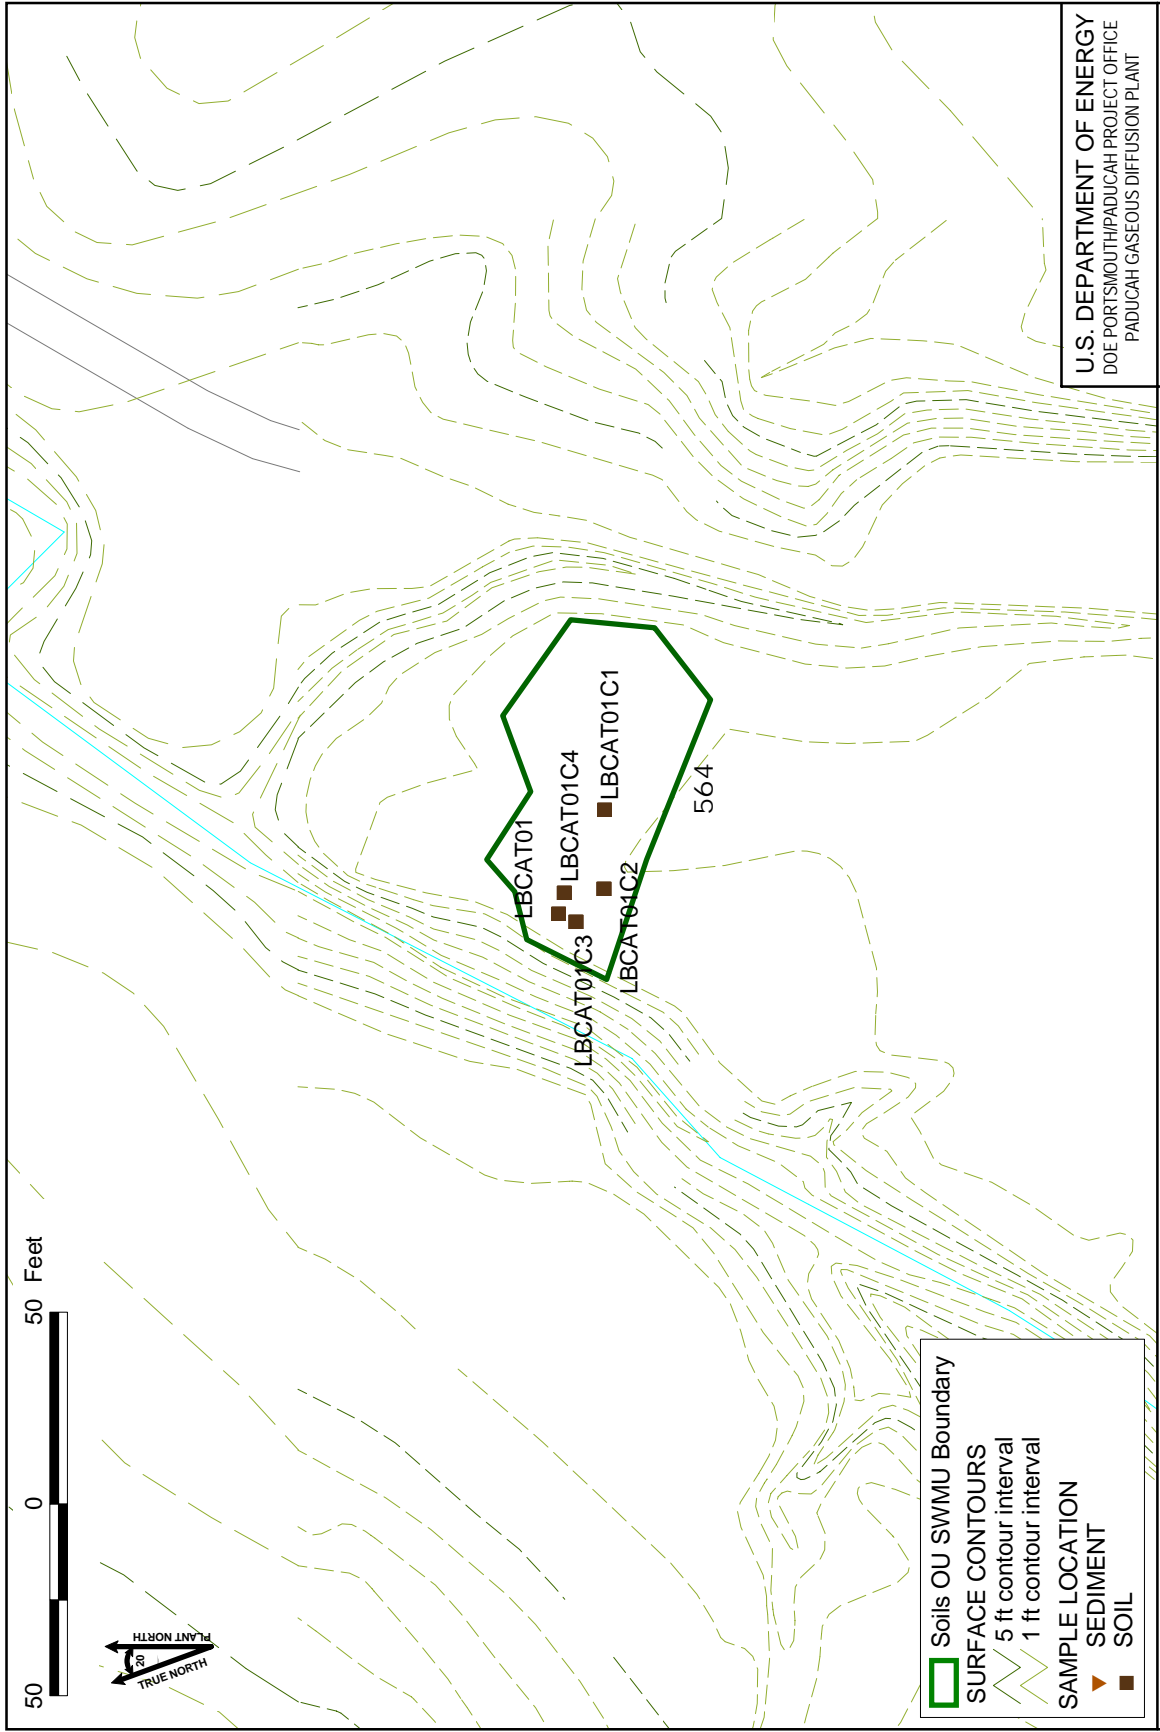 50 0 50 Feet
PLANT NORTH
20
TRUE NORTH
LBCAT01
LBCAT01C4
LBCAT01C3
LBCAT01C1
LBCAT01C2
564
Soils OU SWMU Boundary
SURFACE CONTOURS
5 ft contour interval
1 ft contour interval
SAMPLE LOCATION
SEDIMENT
SOIL
U.S. DEPARTMENT OF ENERGY
DOE PORTSMOUTH/PADUCAH PROJECT OFFICE
PADUCAH GASEOUS DIFFUSION PLANT